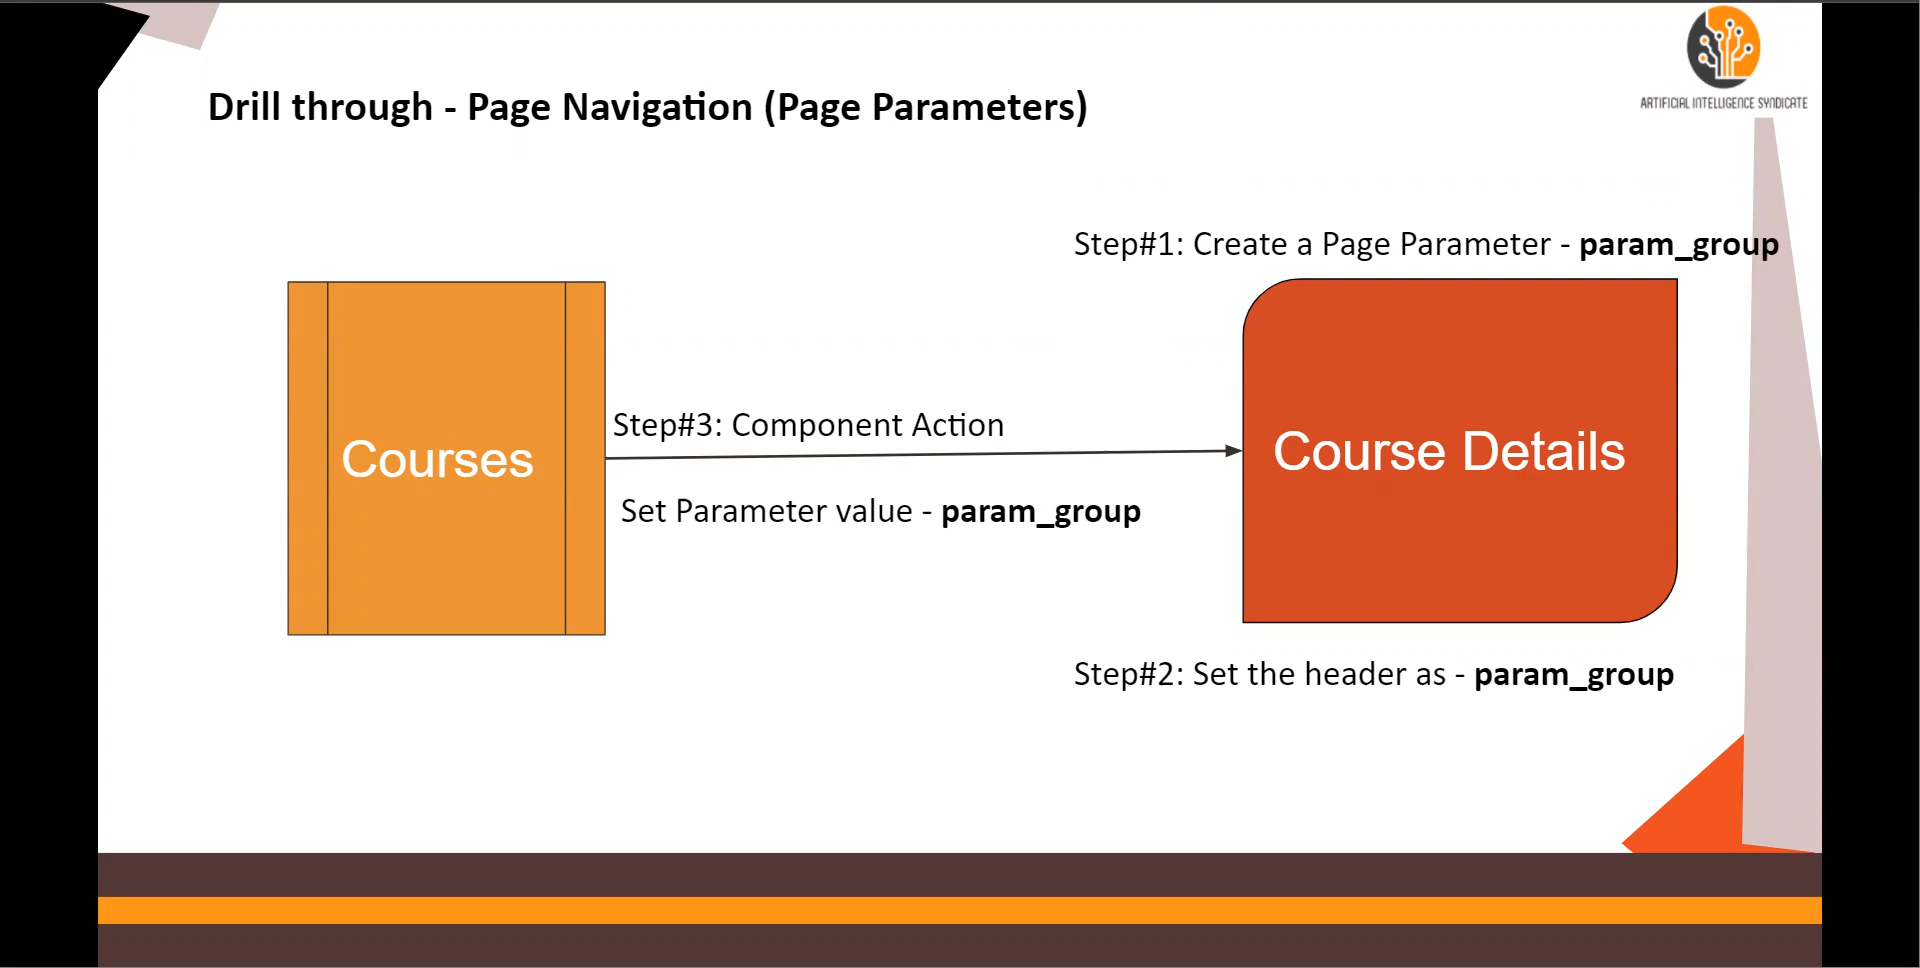 Drill through - Page Navigation (Page Parameters)
ARTIFICIAL INTELLIGENCE SYNDICATE
Step#1: Create a Page Parameter - param_group
Courses
Step#3: Component Action
Set Parameter value - param_group
Course Details
Step#2: Set the header as - param_group